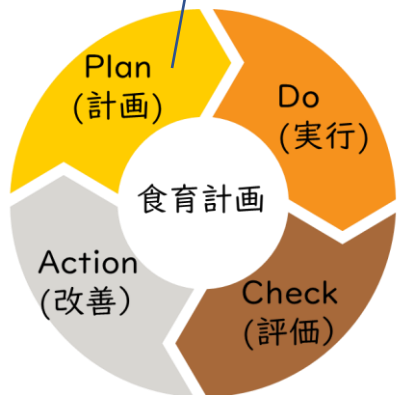 Plan
(計画)
Do
(実行)
Check
(評価）
Action
(改善）
食育計画